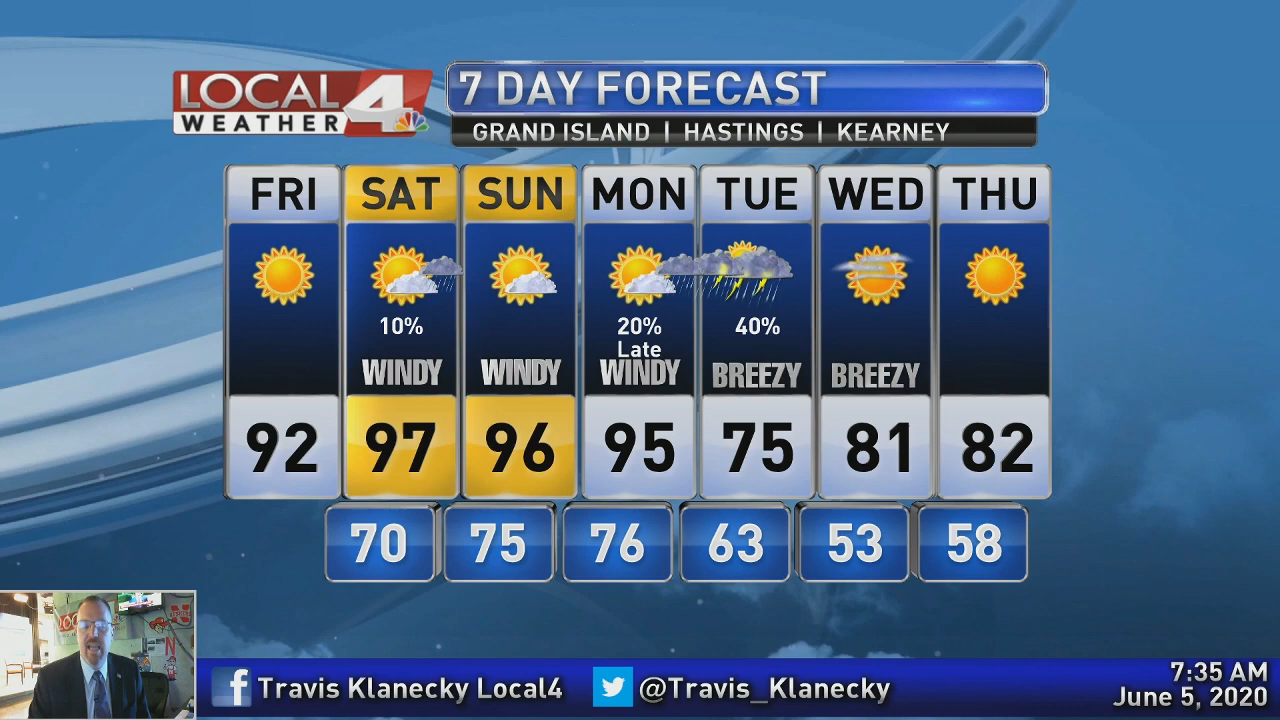 LOCAL 4
WEATHER
7 DAY FORECAST
GRAND ISLAND | HASTINGS | KEARNEY
FRI SAT SUN MON TUE WED THU
10% 20% 40%
Late
WINDY WINDY WINDY BREEZY BREEZY
92 97 96 95 75 81 82
70 75 76 63 53 58
f Travis Klanecky Local4 @Travis_Klanecky
7:35 AM
June 5, 2020